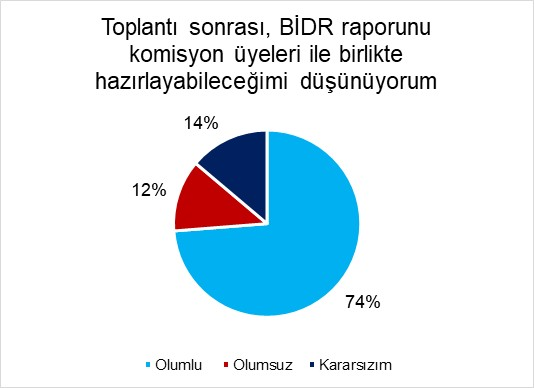 Toplantı sonrası, BİDR raporunu
komisyon üyeleri ile birlikte
hazırlayabileceğimi düşünüyorum
14%
12%
74%
Olumlu Olumsuz Kararsızım